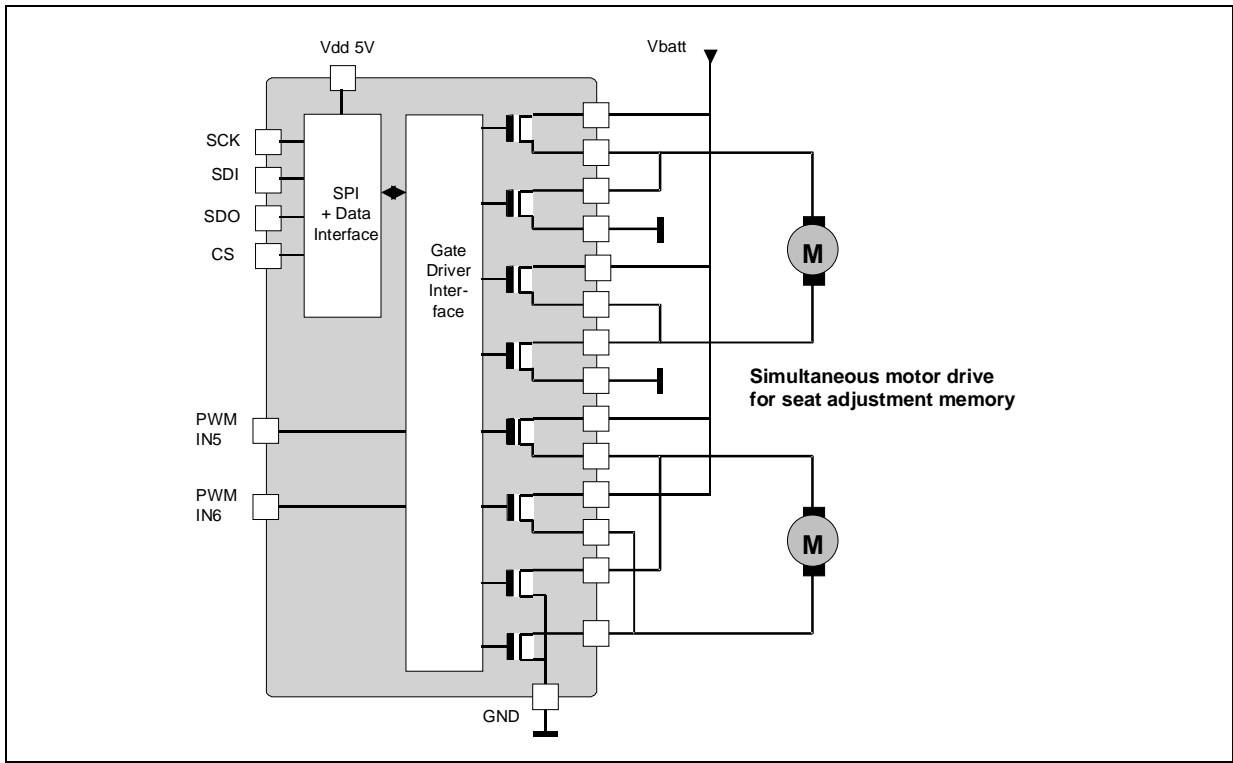 Vdd 5V
Vbatt
SCK
SDI
SDO
CS
SPI
+ Data
Interface
Gate
Driver
Inter-
face
M
Simultaneous motor drive
for seat adjustment memory
PWM
IN5
PWM
IN6
M
GND